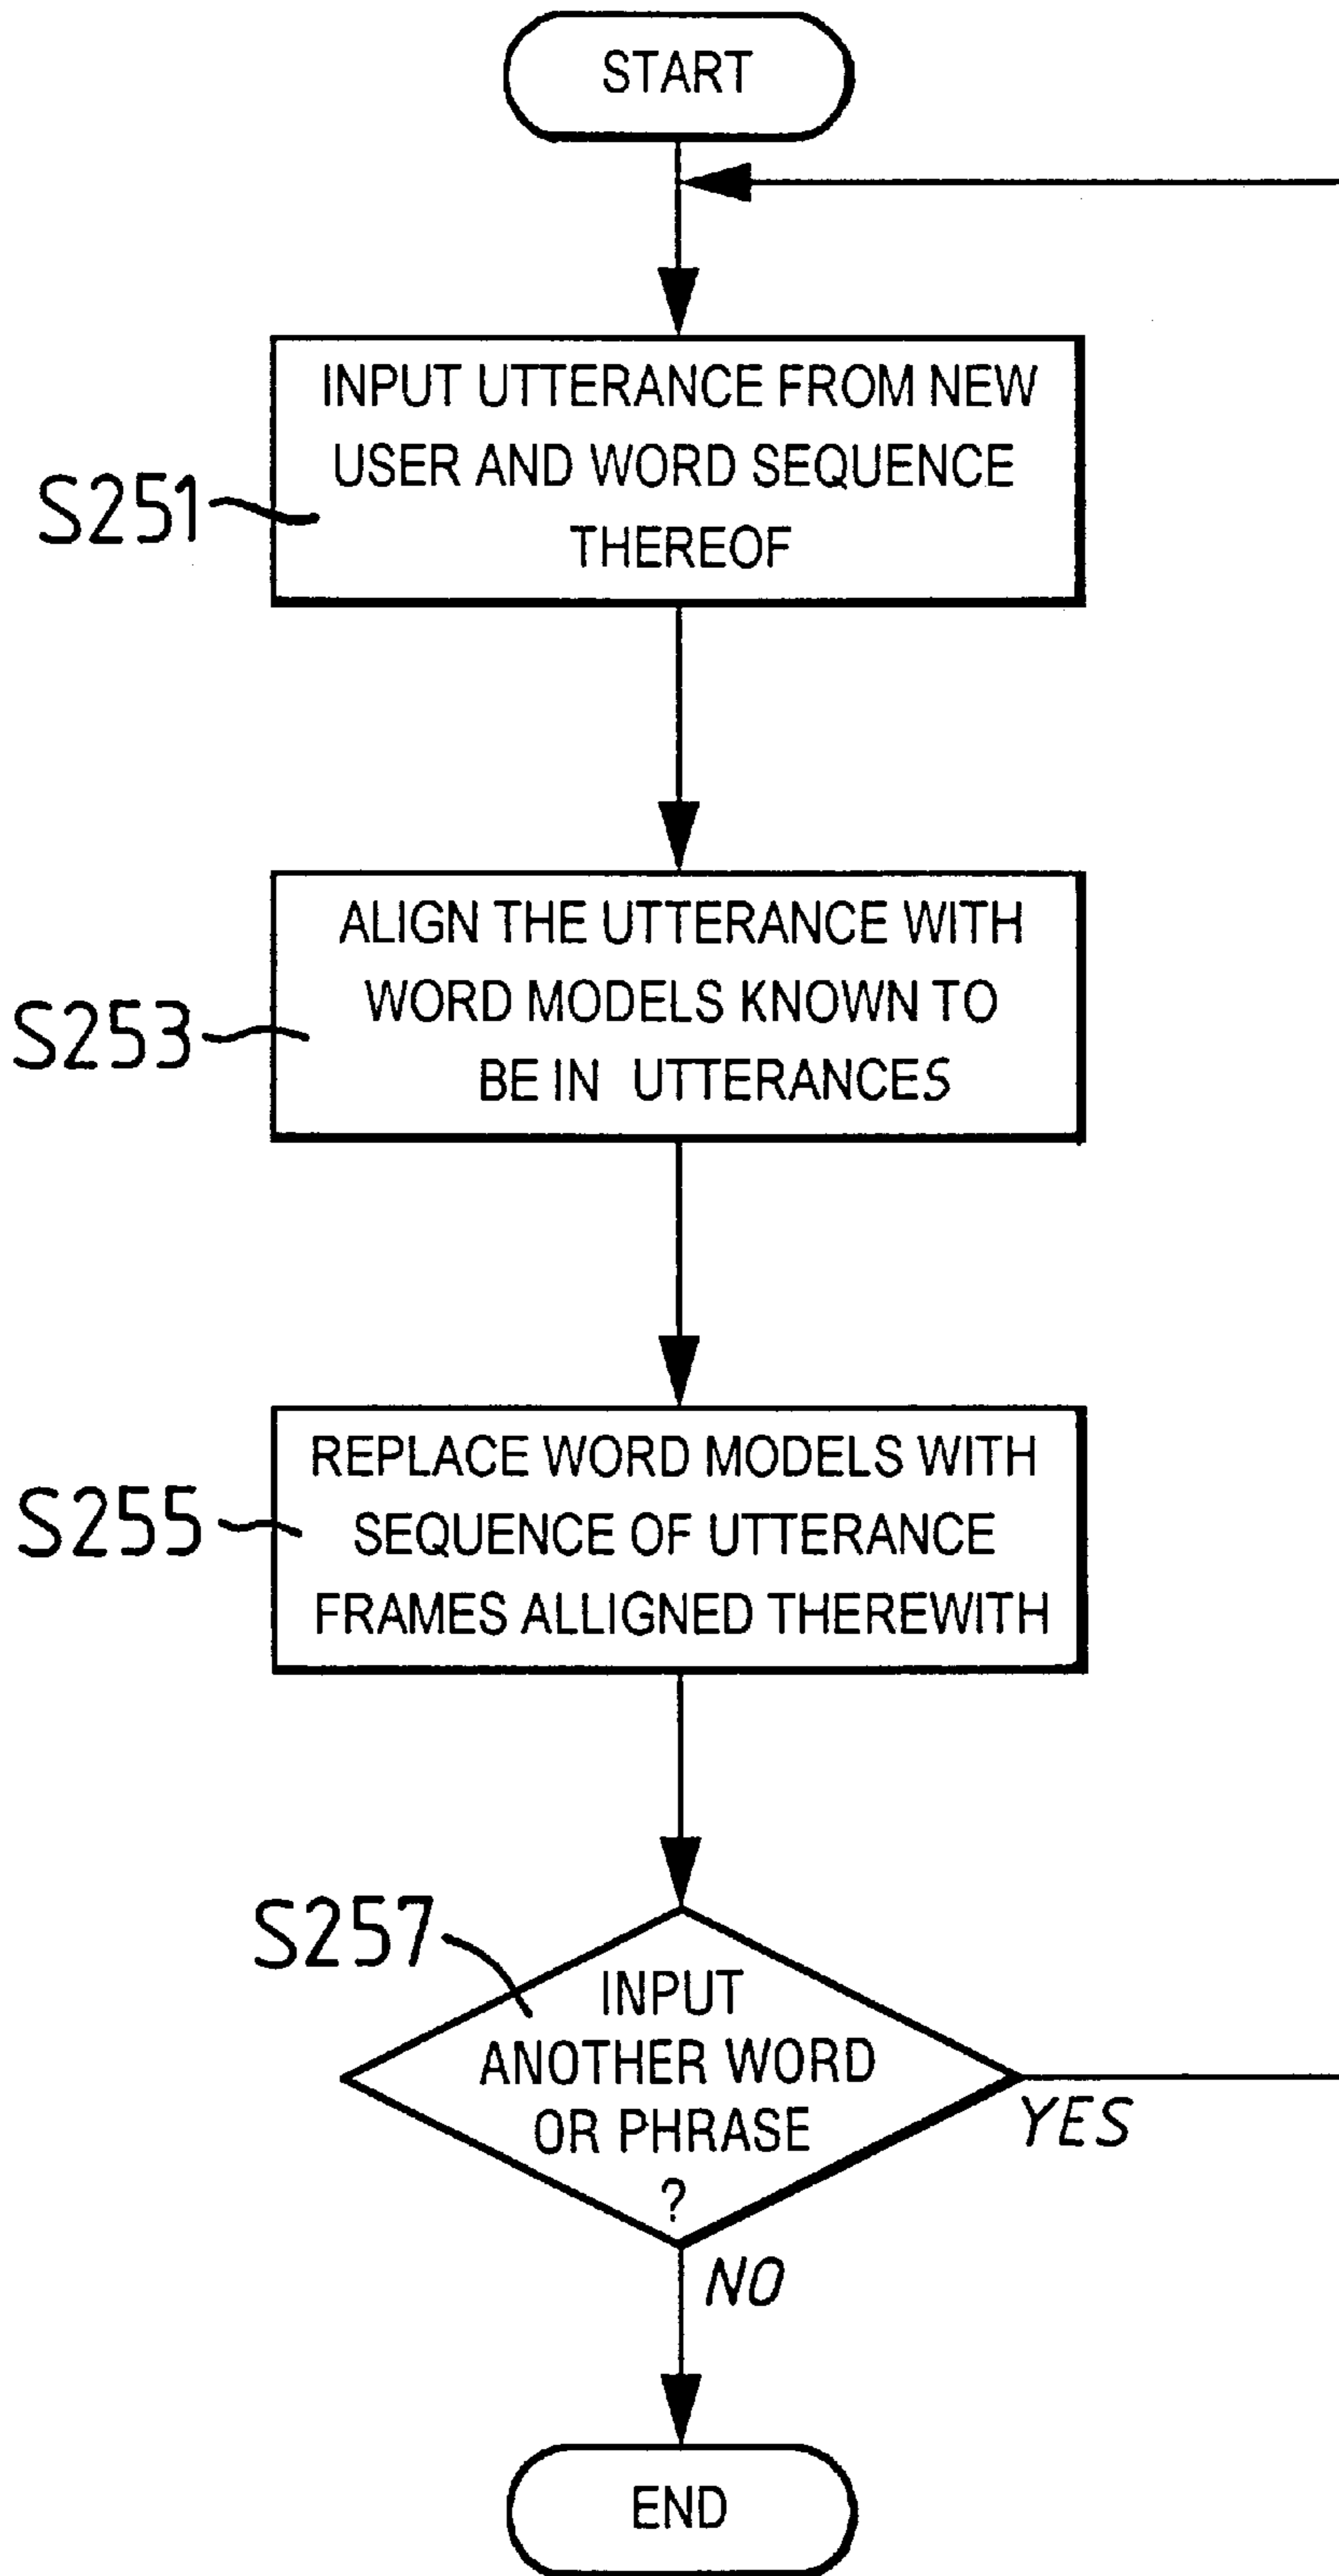 START
INPUT UTTERANCE FROM NEW
USER AND WORD SEQUENCE
THEREOF
S251
ALIGN THE UTTERANCE WITH
WORD MODELS KNOWN TO
BE IN UTTERANCES
S253
REPLACE WORD MODELS WITH
SEQUENCE OF UTTERANCE
FRAMES ALLIGNED THEREWITH
S255
S257
INPUT
ANOTHER WORD
OR PHRASE
?
YES
NO
END